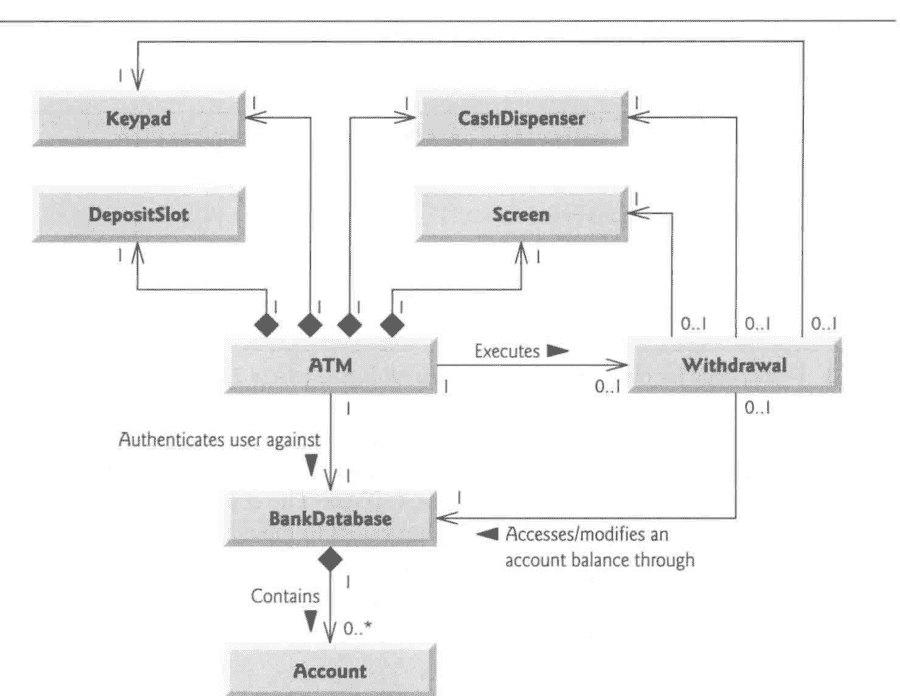 1
1
1
1
Keypad
CashDispenser
1
DepositSlot
Screen
1
1
1
1
1
1
0..1
0..1
0..1
ATM
Executes ►
Withdrawal
1
0..1
1
0..1
Authenticates user against
▼
1
1
BankDatabase
◄ Accesses/modifies an
account balance through
1
Contains
▼
0..*
Account